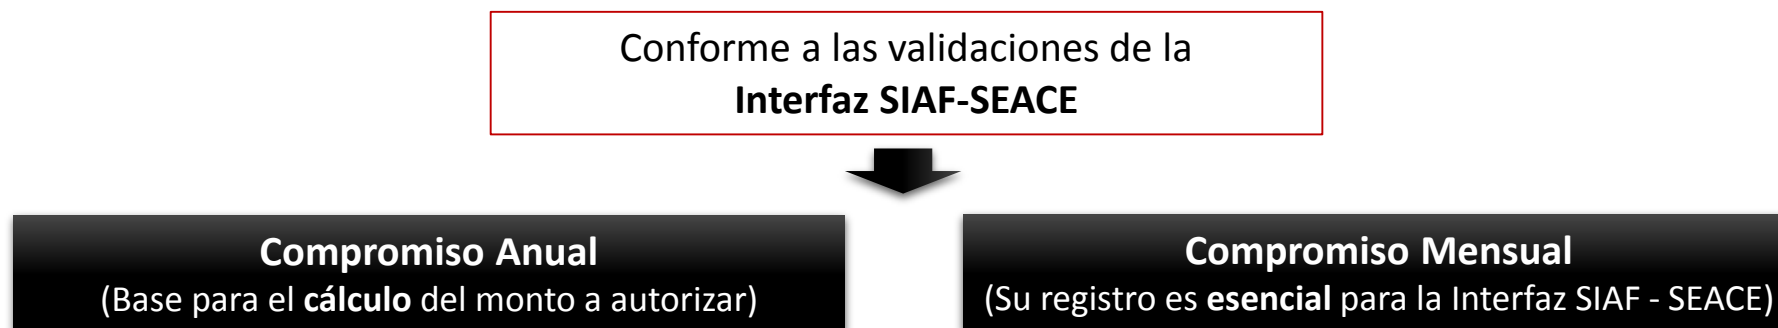 Conforme a las validaciones de la
Interfaz SIAF-SEACE
Compromiso Anual
(Base para el cálculo del monto a autorizar)
Compromiso Mensual
(Su registro es esencial para la Interfaz SIAF - SEACE)